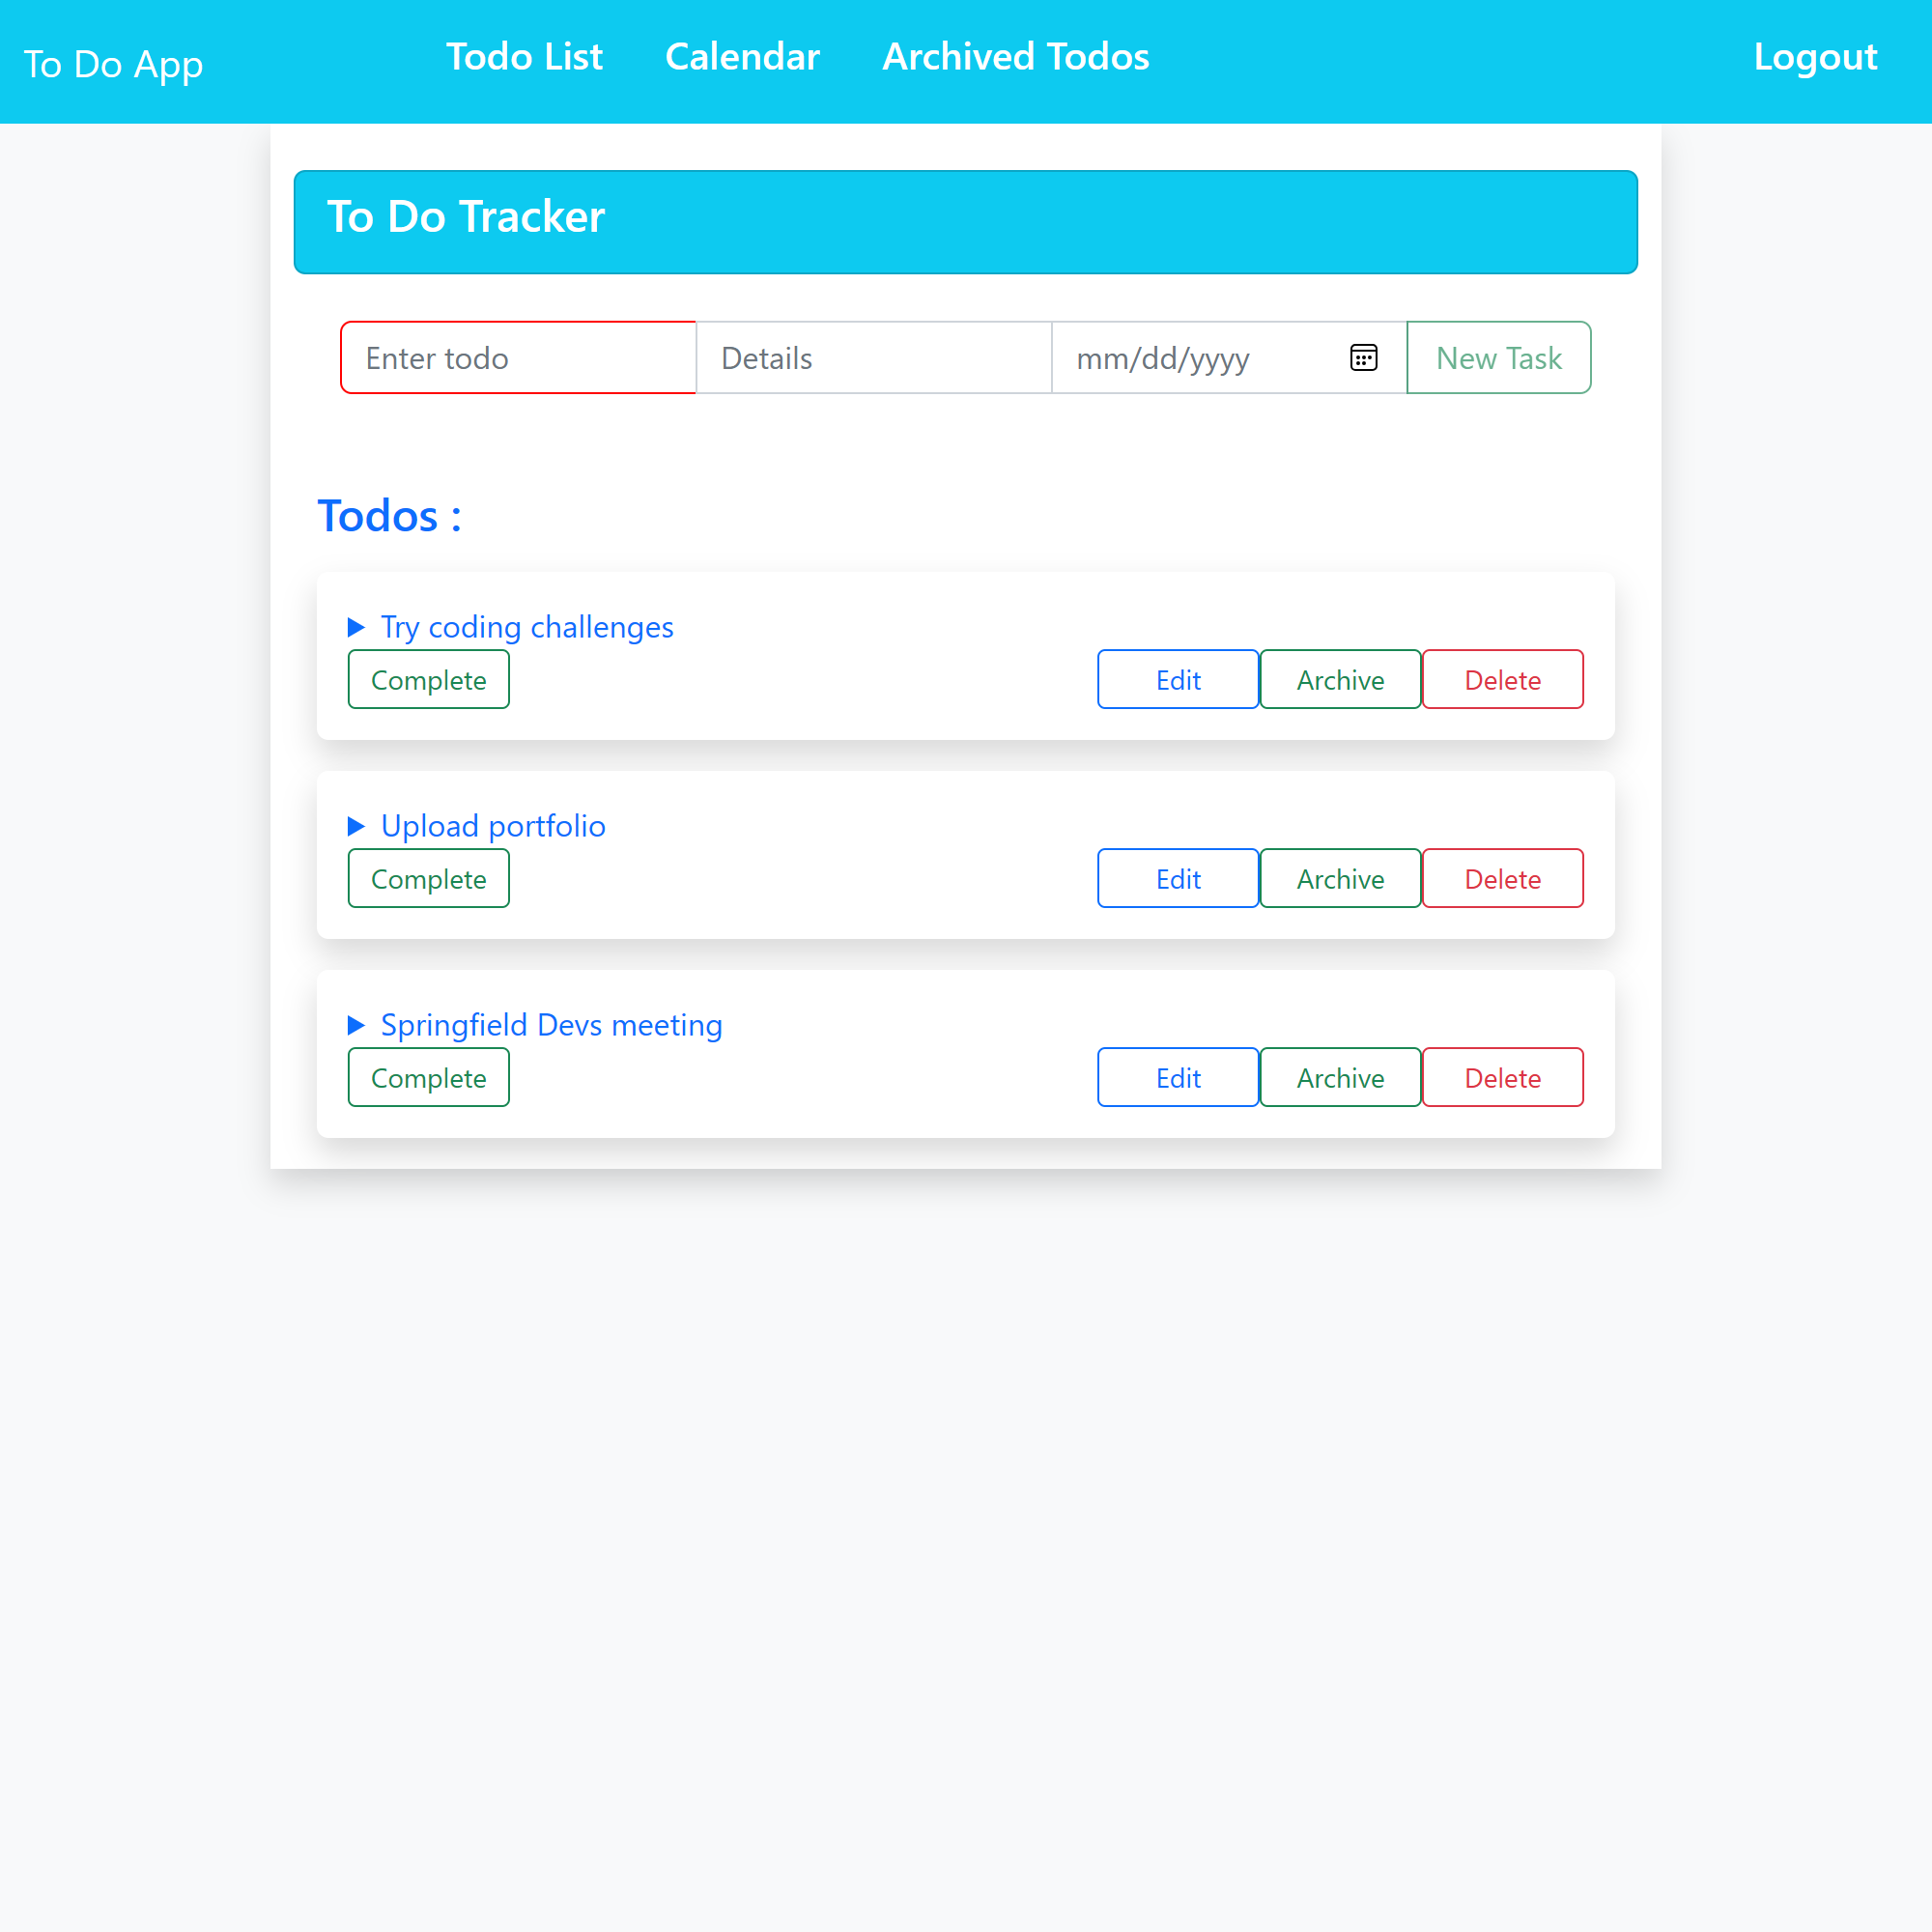 To Do App Todo List Calendar Archived Todos Logout
To Do Tracker
Enter todo Details mm/dd/yyyy New Task
Todos :
Try coding challenges
Complete Edit Archive Delete
Upload portfolio
Complete Edit Archive Delete
Springfield Devs meeting
Complete Edit Archive Delete